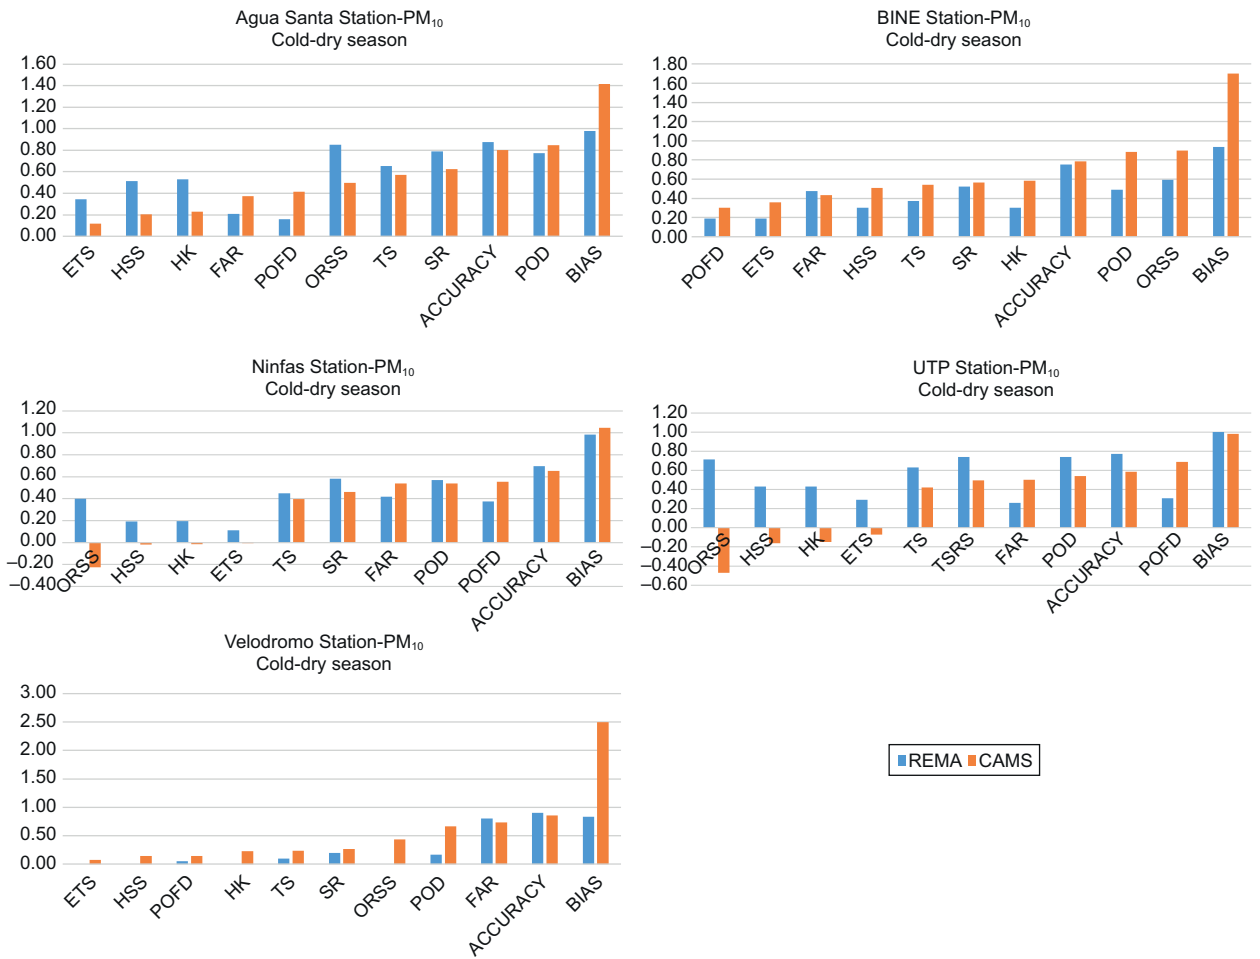 Agua Santa Station-PM₁₀
Cold-dry season
1.60
1.40
1.20
1.00
0.80
0.60
0.40
0.20
0.00
ETS HSS HK FAR POFD ORSS TS SR ACCURACY POD BIAS
BINE Station-PM₁₀
Cold-dry season
1.80
1.60
1.40
1.20
1.00
0.80
0.60
0.40
0.20
0.00
POFD ETS FAR HSS TS SR HK ACCURACY POD ORSS BIAS
Ninfas Station-PM₁₀
Cold-dry season
1.20
1.00
0.80
0.60
0.40
0.20
0.00
–0.20
–0.40
ORSS HSS HK ETS TS SR FAR POD POFD ACCURACY BIAS
UTP Station-PM₁₀
Cold-dry season
1.20
1.00
0.80
0.60
0.40
0.20
0.00
–0.20
–0.40
–0.60
ORSS HSS HK ETS TS TSRS FAR POD ACCURACY POFD BIAS
Velodromo Station-PM₁₀
Cold-dry season
3.00
2.50
2.00
1.50
1.00
0.50
0.00
ETS HSS POFD HK TS SR ORSS POD FAR ACCURACY BIAS
REMA CAMS